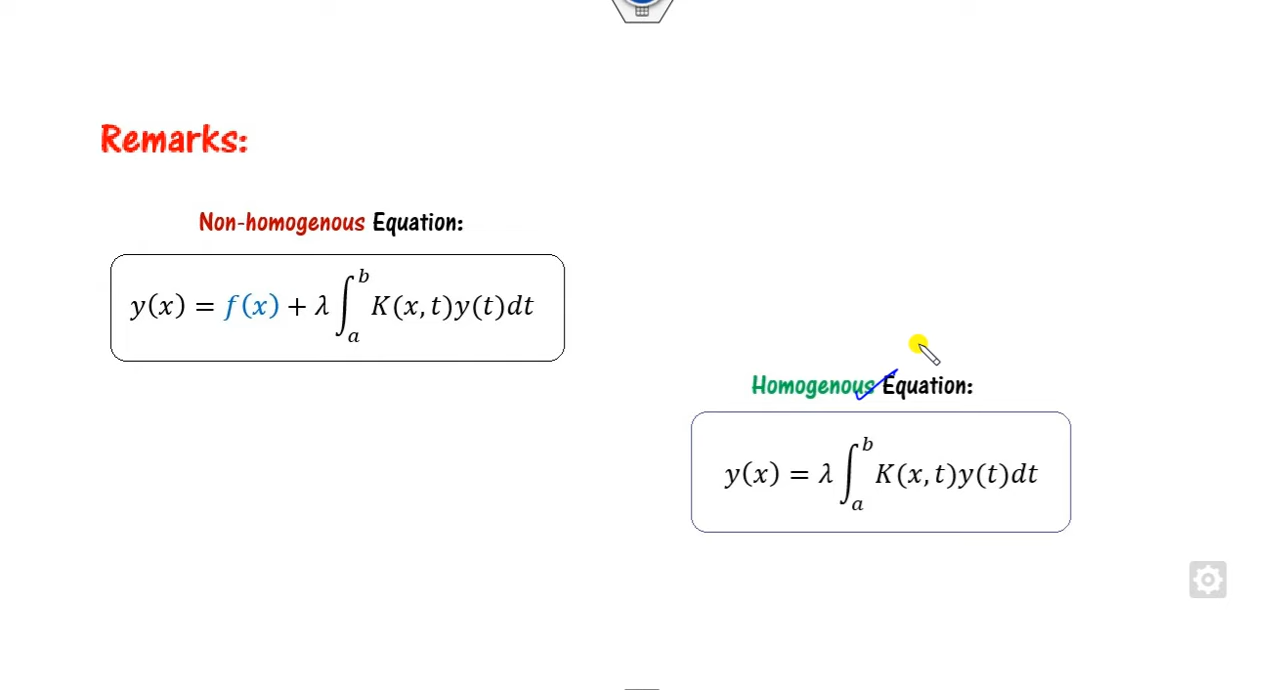 Remarks:
Non-homogenous Equation:
y(x) = f(x) + λ ∫_a^b K(x, t)y(t)dt
Homogenous Equation:
y(x) = λ ∫_a^b K(x, t)y(t)dt